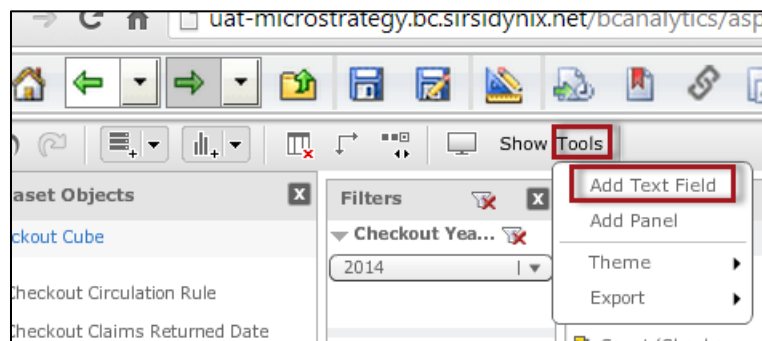 uat-microstrategy.bc.sirsidynix.net/bcanalytics/asp
Show Tools
Add Text Field
Add Panel
Theme
Export
aset Objects
ckout Cube
Checkout Circulation Rule
Checkout Claims Returned Date
Filters
Checkout Yea...
2014